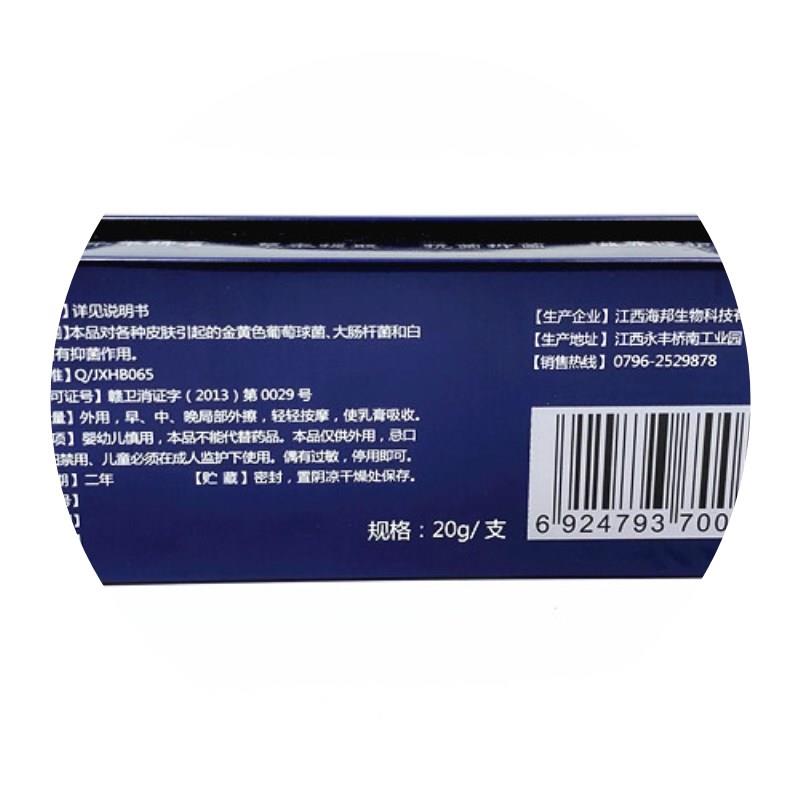 】详见说明书
】本品对各种皮肤引起的金黄色葡萄球菌、大肠杆菌和白
有抑菌作用。
准】Q/JXHB065
可证号】赣卫消证字（2013）第 0029 号
量】外用，早、中、晚局部外擦，轻轻按摩，使乳膏吸收。
项】婴幼儿慎用，本品不能代替药品。本品仅供外用，忌口
禁用、儿童必须在成人监护下使用。偶有过敏，停用即可。
期】二年 【贮 藏】密封，置阴凉干燥处保存。
号】
】
规格：20g/ 支
【生产企业】江西海邦生物科技有
【生产地址】江西永丰桥南工业园
【销售热线】0796-2529878
6 924793 700